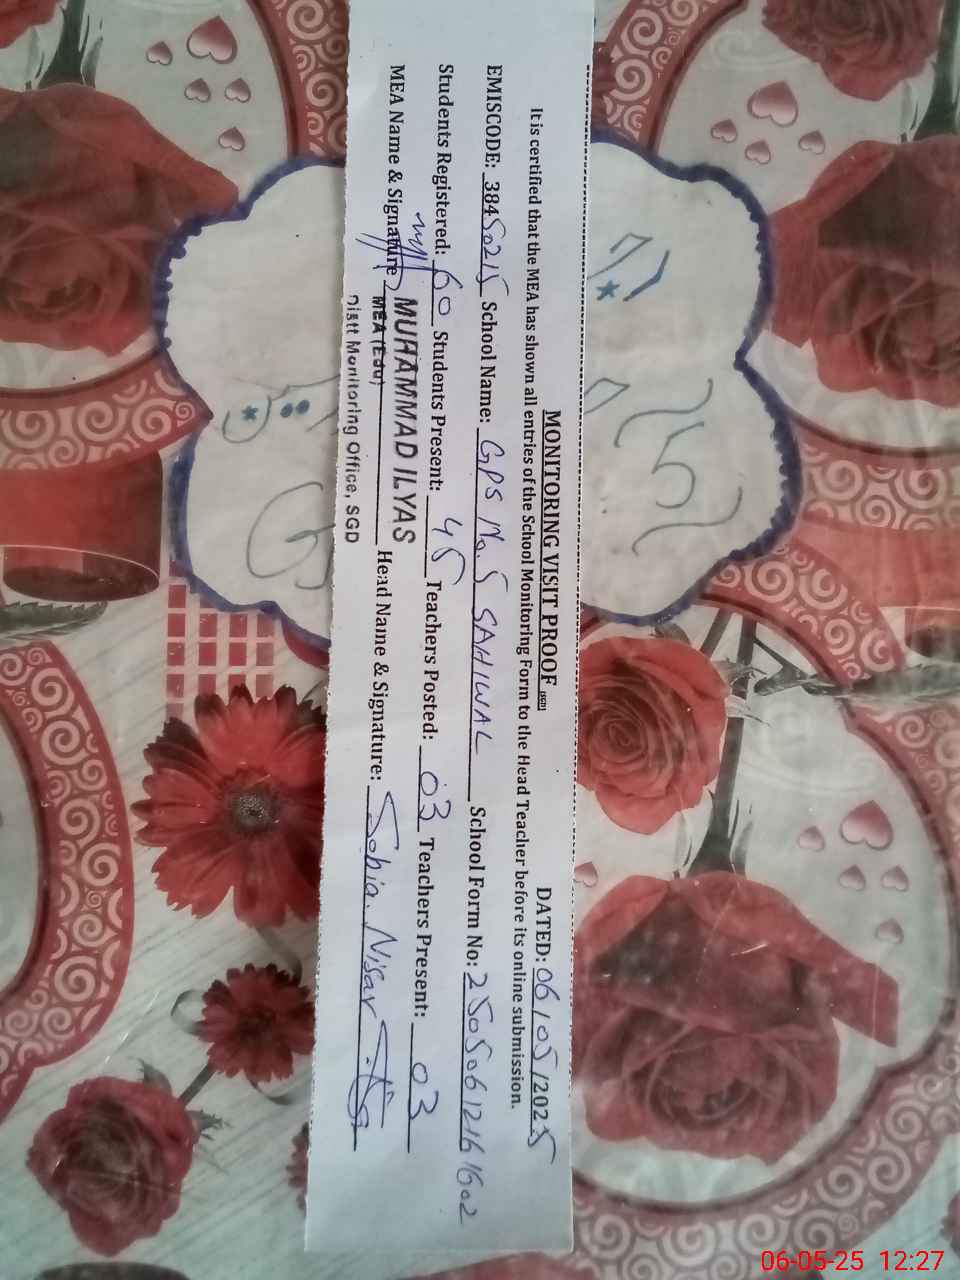 MONITORING VISIT PROOF (SGD) DATED: 06/05/2025
It is certified that the MEA has shown all entries of the School Monitoring Form to the Head Teacher before its online submission.
EMISCODE: 38450215 School Name: GPS No. 5 SAHIWAL School Form No: 25050612161602
Students Registered: 60 Students Present: 45 Teachers Posted: 03 Teachers Present: 03
MEA Name & Signature MUHAMMAD ILYAS Head Name & Signature: Sobia Nisar
MEA (Edu)
Distt Monitoring Office, SGD
06-05-25 12:27